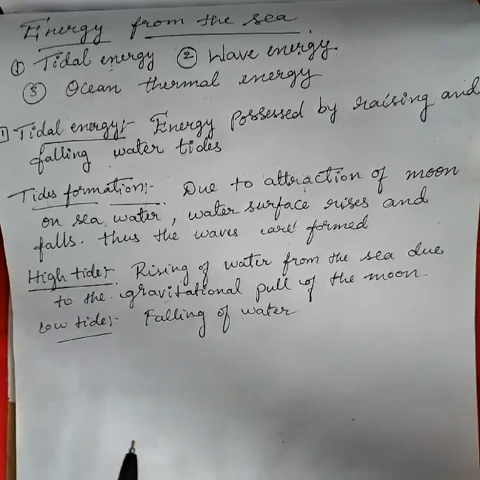 Energy from the sea
① Tidal energy ② Wave energy
③ Ocean thermal energy
1 Tidal energy:- Energy possessed by raising and
falling water tides
Tides formation:- Due to attraction of moon
on sea water, water surface rises and
falls. thus the waves are formed
High tide:- Rising of water from the sea due
to the gravitational pull of the moon.
Low tide:- Falling of water